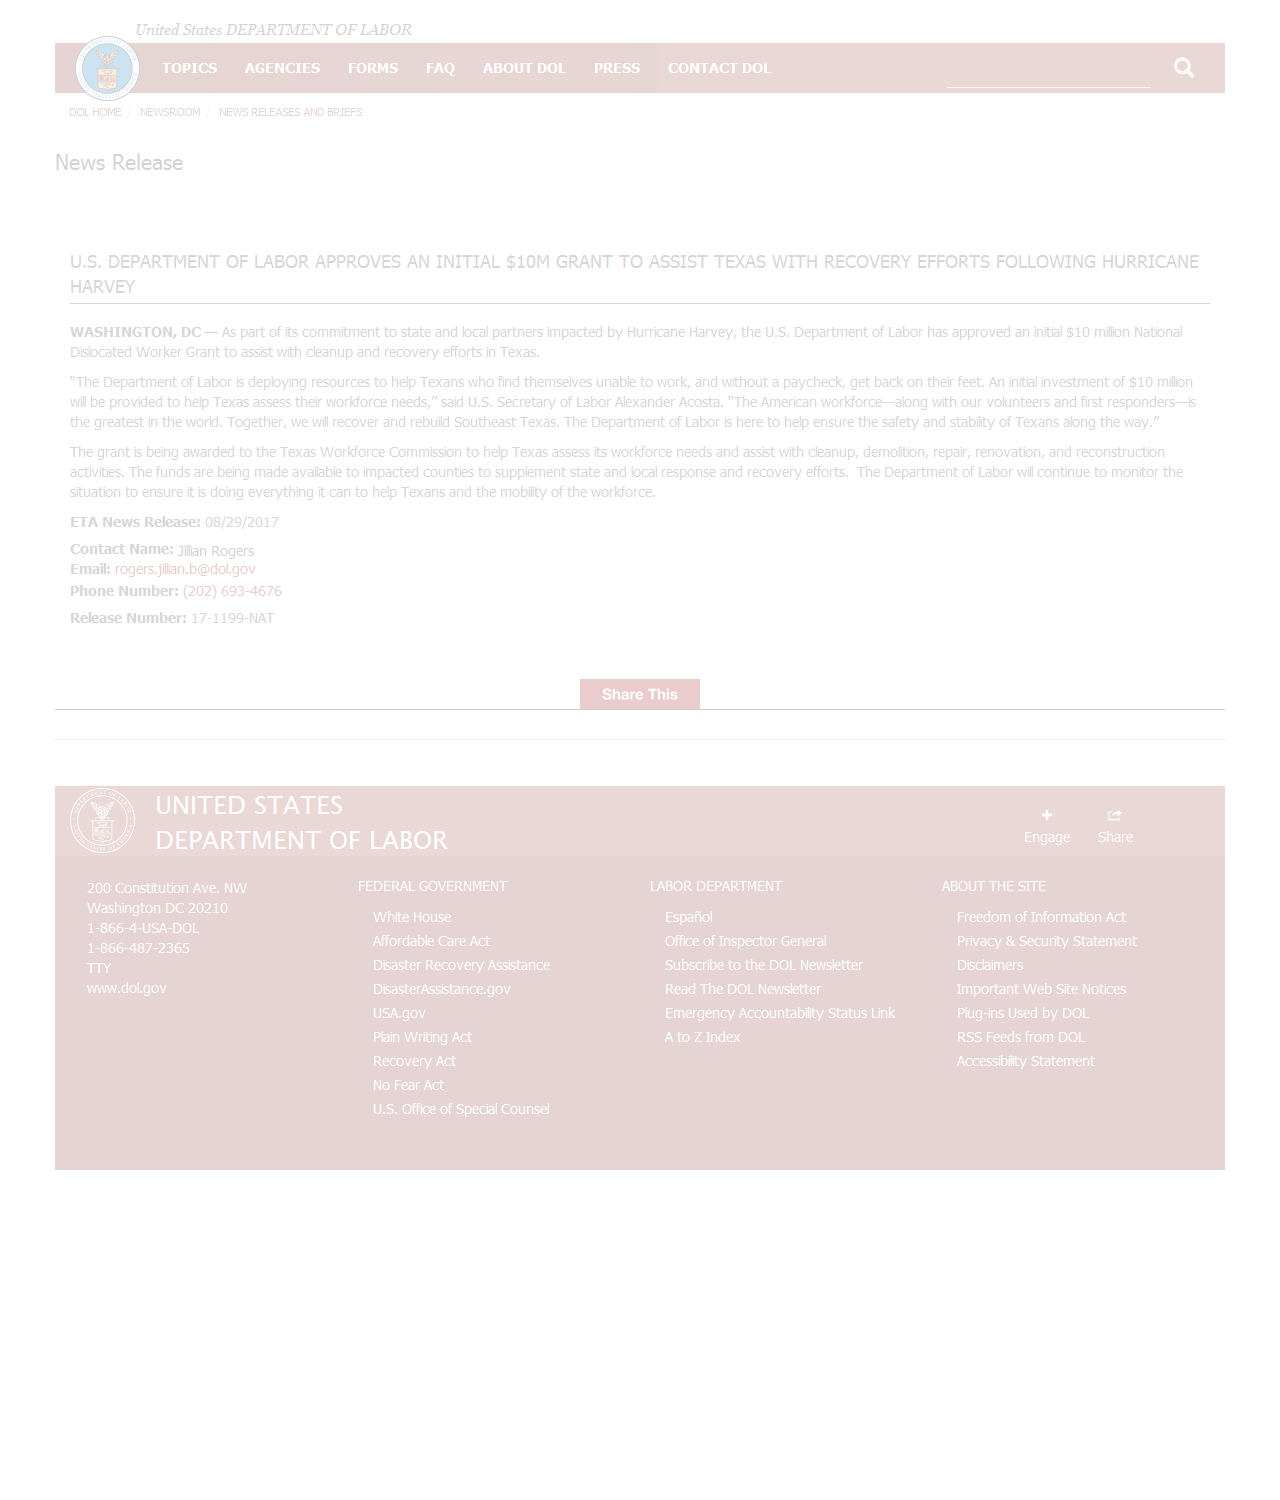 United States DEPARTMENT OF LABOR
TOPICS AGENCIES FORMS FAQ ABOUT DOL PRESS CONTACT DOL
DOL HOME / NEWSROOM / NEWS RELEASES AND BRIEFS
News Release
U.S. DEPARTMENT OF LABOR APPROVES AN INITIAL $10M GRANT TO ASSIST TEXAS WITH RECOVERY EFFORTS FOLLOWING HURRICANE
HARVEY
WASHINGTON, DC — As part of its commitment to state and local partners impacted by Hurricane Harvey, the U.S. Department of Labor has approved an initial $10 million National
Dislocated Worker Grant to assist with cleanup and recovery efforts in Texas.
“The Department of Labor is deploying resources to help Texans who find themselves unable to work, and without a paycheck, get back on their feet. An initial investment of $10 million
will be provided to help Texas assess their workforce needs,” said U.S. Secretary of Labor Alexander Acosta. “The American workforce—along with our volunteers and first responders—is
the greatest in the world. Together, we will recover and rebuild Southeast Texas. The Department of Labor is here to help ensure the safety and stability of Texans along the way.”
The grant is being awarded to the Texas Workforce Commission to help Texas assess its workforce needs and assist with cleanup, demolition, repair, renovation, and reconstruction
activities. The funds are being made available to impacted counties to supplement state and local response and recovery efforts.  The Department of Labor will continue to monitor the
situation to ensure it is doing everything it can to help Texans and the mobility of the workforce.
ETA News Release: 08/29/2017
Contact Name: Jillian Rogers
Email: rogers.jillian.b@dol.gov
Phone Number: (202) 693-4676
Release Number: 17-1199-NAT
Share This
UNITED STATES
DEPARTMENT OF LABOR
Engage Share
200 Constitution Ave. NW
Washington DC 20210
1-866-4-USA-DOL
1-866-487-2365
TTY
www.dol.gov
FEDERAL GOVERNMENT
White House
Affordable Care Act
Disaster Recovery Assistance
DisasterAssistance.gov
USA.gov
Plain Writing Act
Recovery Act
No Fear Act
U.S. Office of Special Counsel
LABOR DEPARTMENT
Español
Office of Inspector General
Subscribe to the DOL Newsletter
Read The DOL Newsletter
Emergency Accountability Status Link
A to Z Index
ABOUT THE SITE
Freedom of Information Act
Privacy & Security Statement
Disclaimers
Important Web Site Notices
Plug-ins Used by DOL
RSS Feeds from DOL
Accessibility Statement